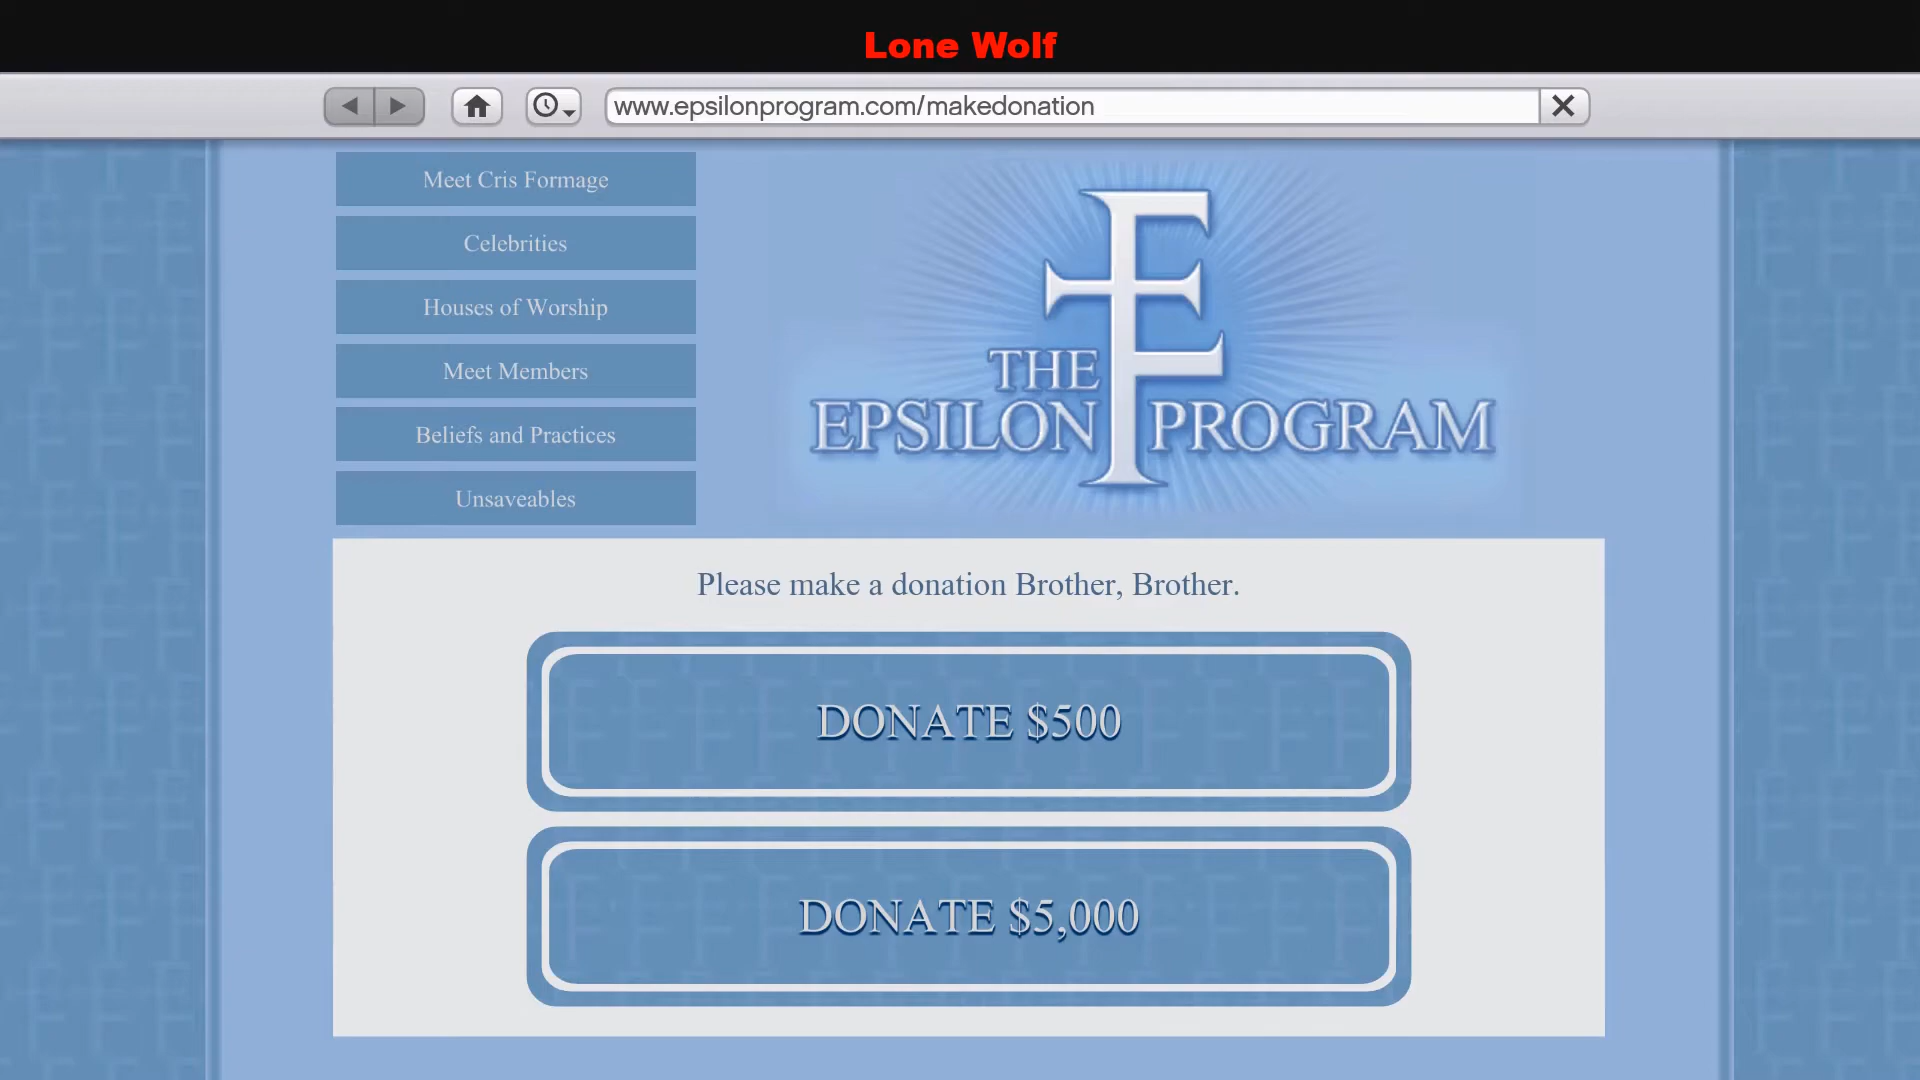 Lone Wolf
www.epsilonprogram.com/makedonation
Meet Cris Formage
Celebrities
Houses of Worship
Meet Members
Beliefs and Practices
Unsaveables
THE
EPSILON PROGRAM
Please make a donation Brother, Brother.
DONATE $500
DONATE $5,000